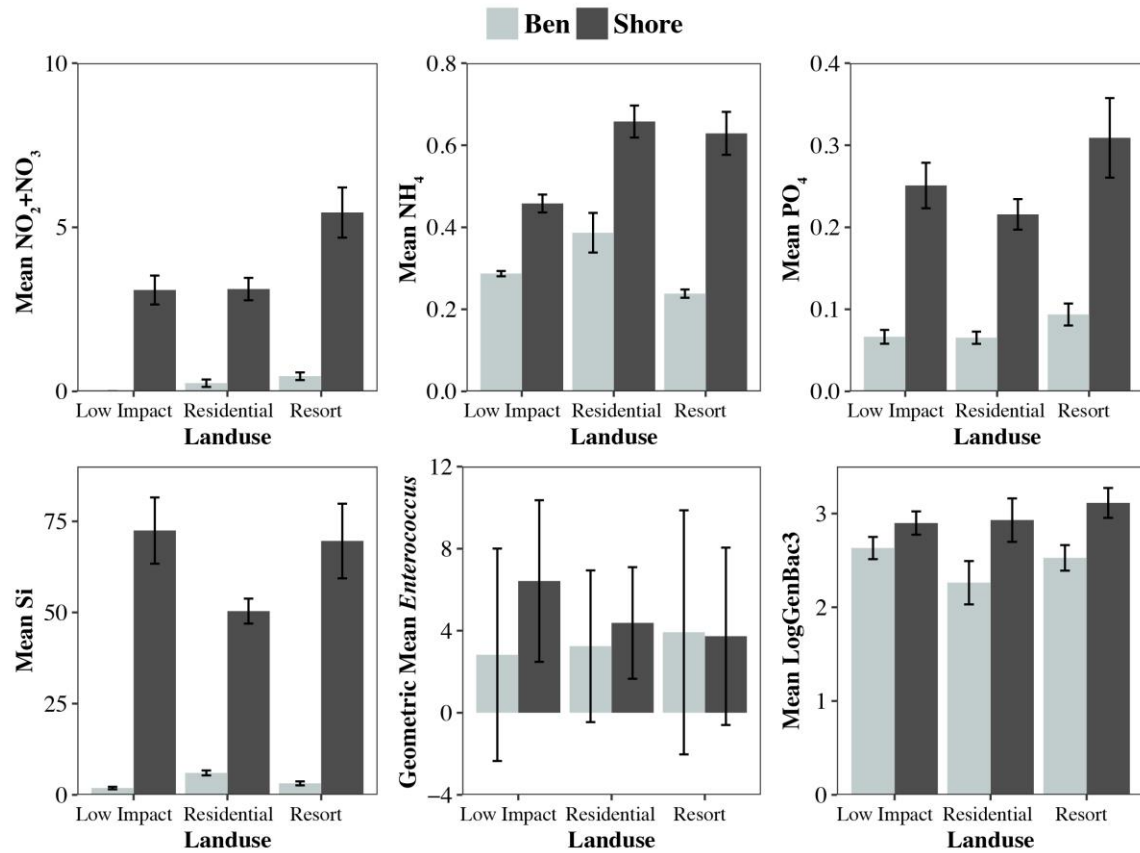 Ben Shore
Mean NO₂+NO₃
10
5
0
Low Impact Residential Resort
Landuse
Mean NH₄
0.8
0.6
0.4
0.2
0.0
Low Impact Residential Resort
Landuse
Mean PO₄
0.4
0.3
0.2
0.1
0.0
Low Impact Residential Resort
Landuse
Mean Si
75
50
25
0
Low Impact Residential Resort
Landuse
Geometric Mean Enterococcus
12
8
4
0
−4
Low Impact Residential Resort
Landuse
Mean LogGenBac3
3
2
1
0
Low Impact Residential Resort
Landuse